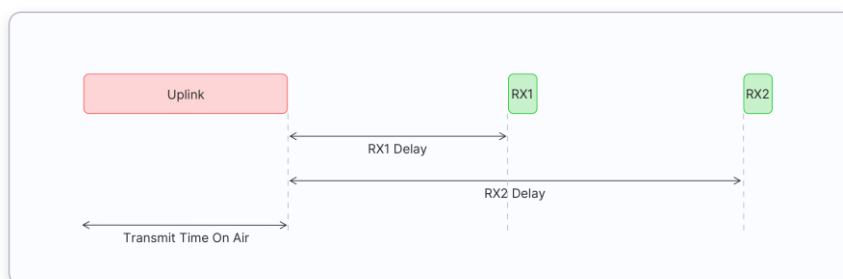 Uplink
RX1
RX2
RX1 Delay
RX2 Delay
Transmit Time On Air